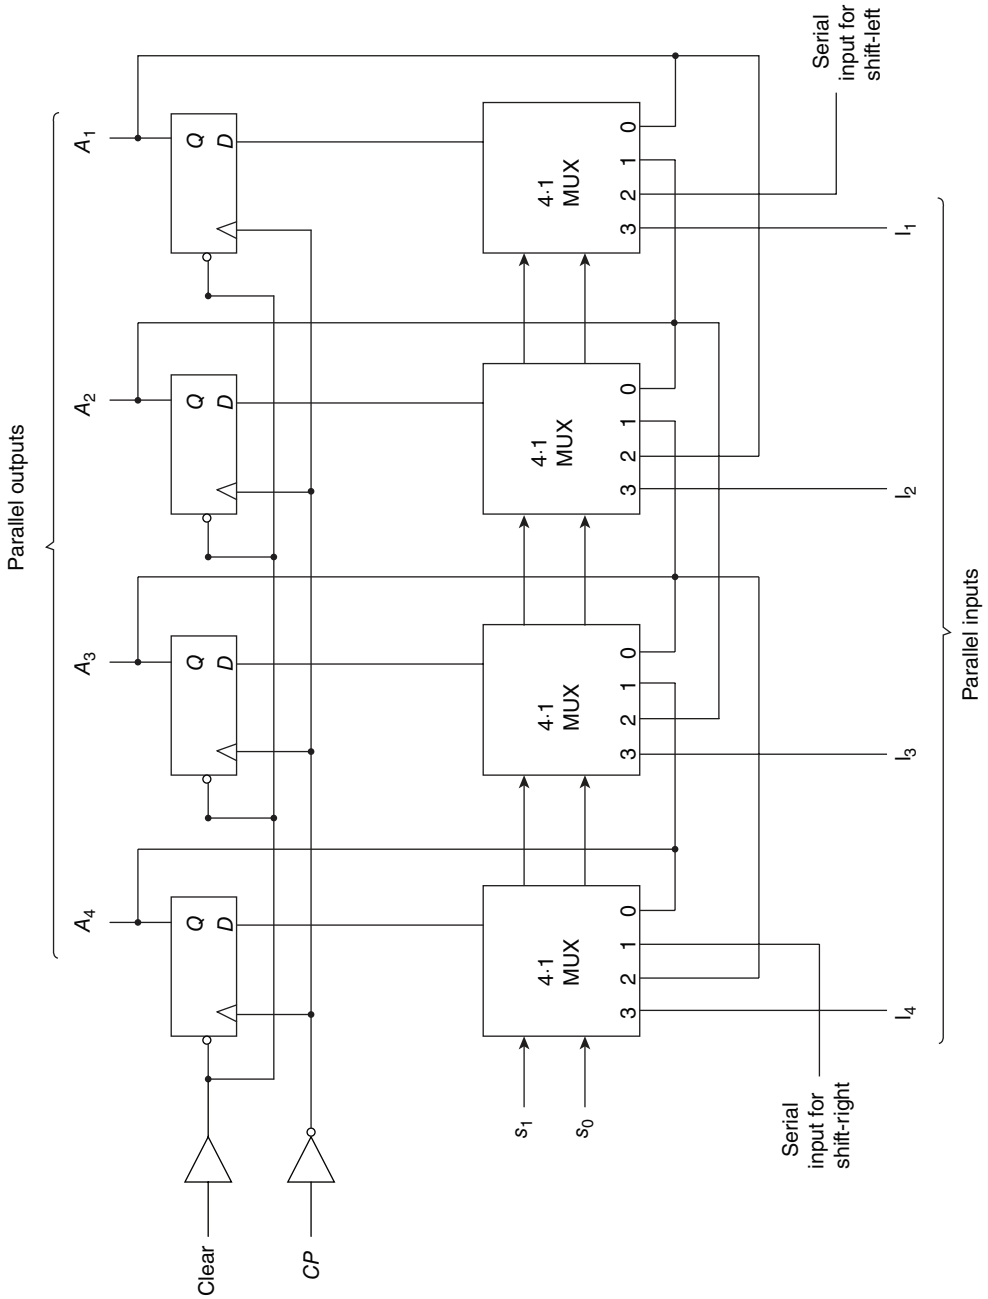 Parallel outputs
A4
A3
A2
A1
Clear
CP
Q
D
Q
D
Q
D
Q
D
s1
s0
4·1
MUX
4·1
MUX
4·1
MUX
4·1
MUX
3 2 1 0
3 2 1 0
3 2 1 0
3 2 1 0
Serial
input for
shift-right
Serial
input for
shift-left
I4
I3
I2
I1
Parallel inputs